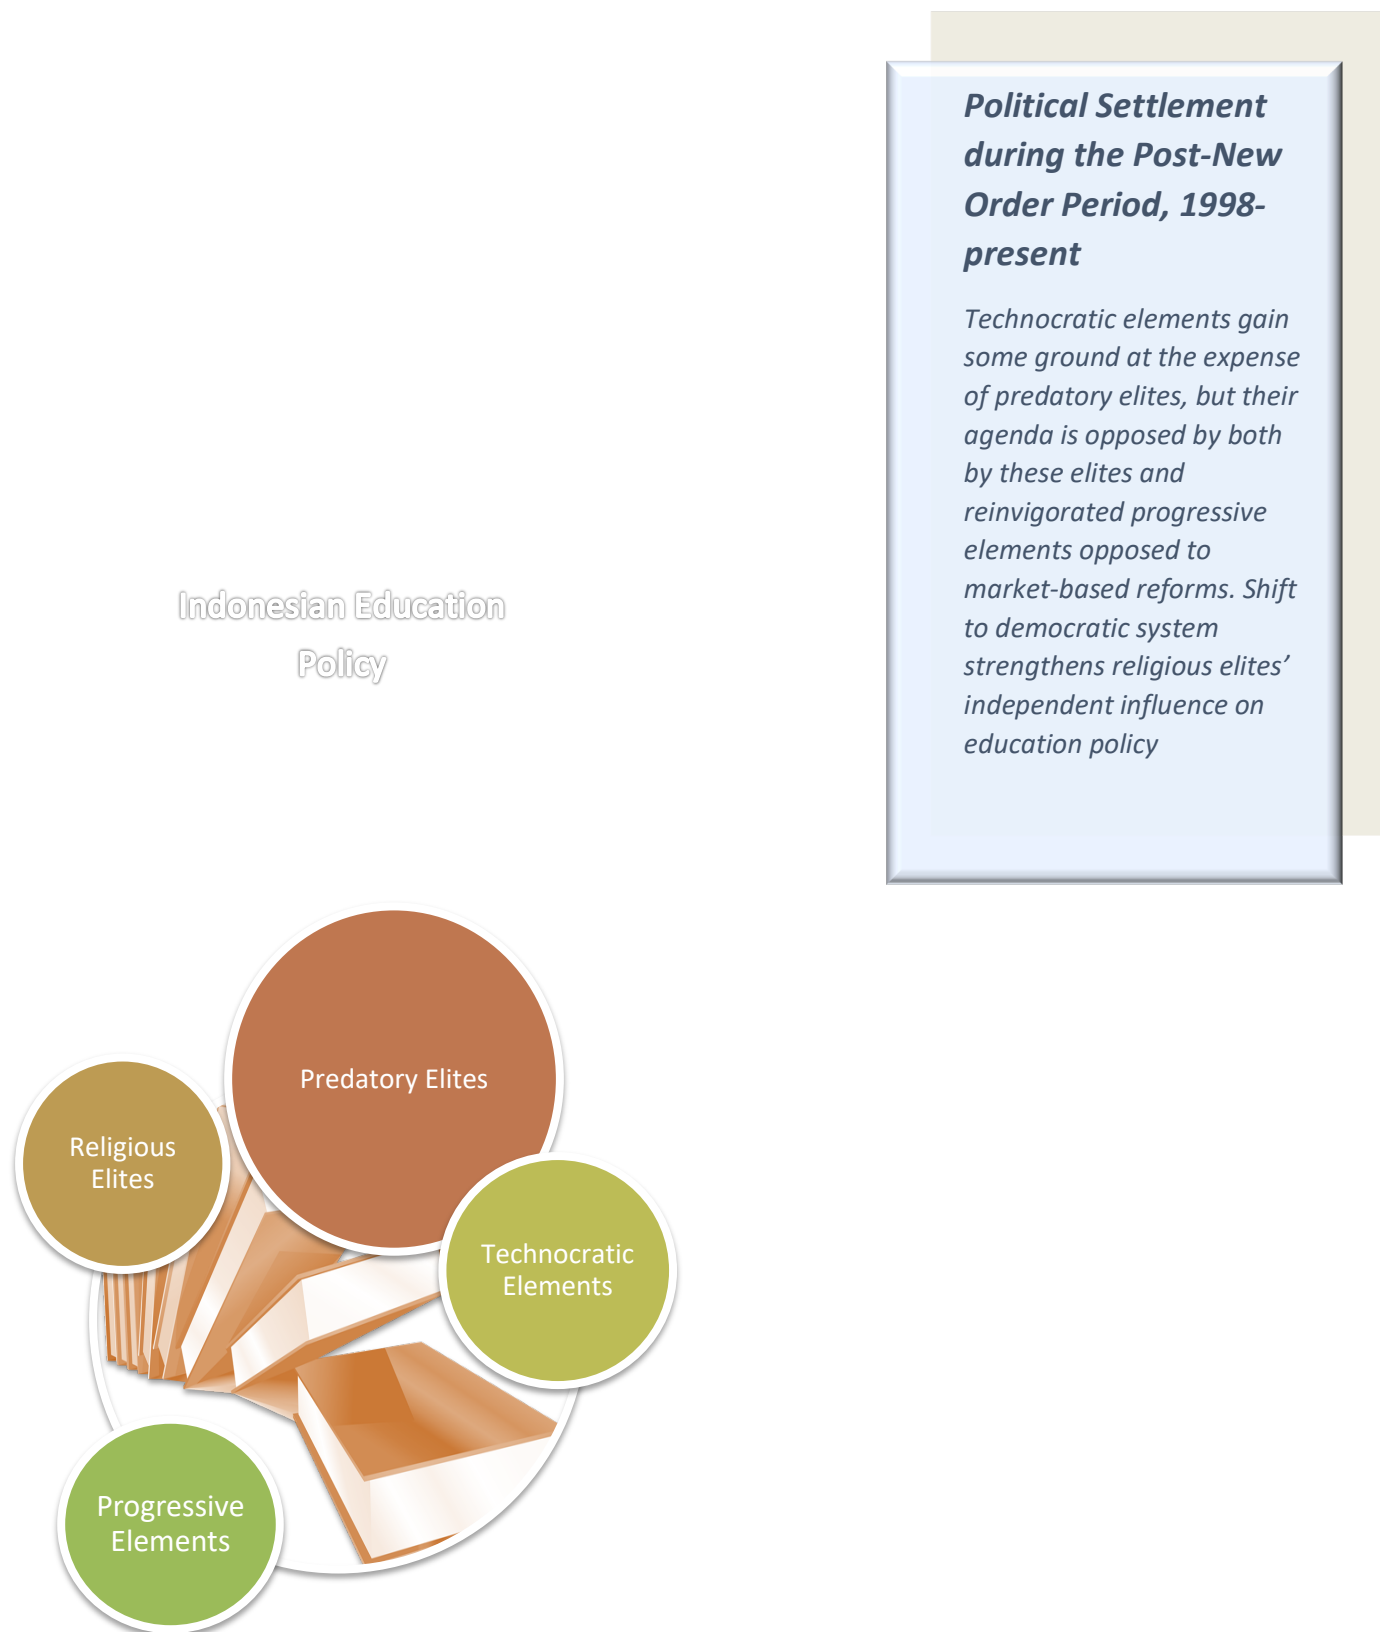 Political Settlement
during the Post-New
Order Period, 1998-
present
Technocratic elements gain
some ground at the expense
of predatory elites, but their
agenda is opposed by both
by these elites and
reinvigorated progressive
elements opposed to
market-based reforms. Shift
to democratic system
strengthens religious elites’
independent influence on
education policy
Indonesian Education
Policy
Predatory Elites
Religious
Elites
Technocratic
Elements
Progressive
Elements